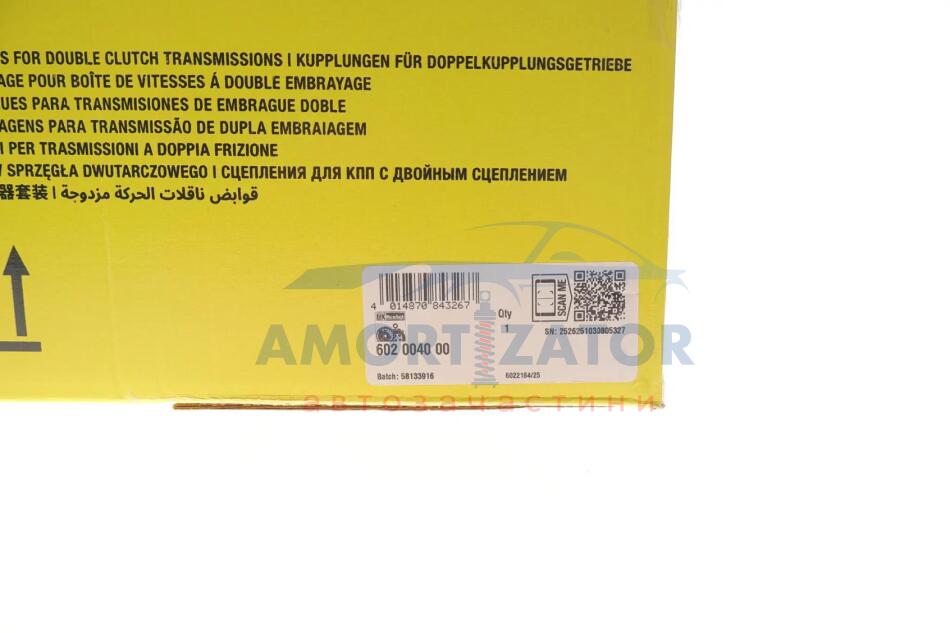 S FOR DOUBLE CLUTCH TRANSMISSIONS | KUPPLUNGEN FÜR DOPPELKUPPLUNGSGETRIEBE
AGE POUR BOÎTE DE VITESSES Á DOUBLE EMBRAYAGE
UES PARA TRANSMISIONES DE EMBRAGUE DOBLE
AGENS PARA TRANSMISSÃO DE DUPLA EMBRAIAGEM
I PER TRASMISSIONI A DOPPIA FRIZIONE
SPRZĘGŁA DWUTARCZOWEGO | СЦЕПЛЕНИЯ ДЛЯ КПП С ДВОЙНЫМ СЦЕПЛЕНИЕМ
器套装 | قوابض ناقلات الحركة مزدوجة
4 014870 843267
SCAN ME
Qty
1
SN: 2526251030805327
602 0040 00
Batch: 58133916
6022184/25
AMORTIZATOR
автозапчастини